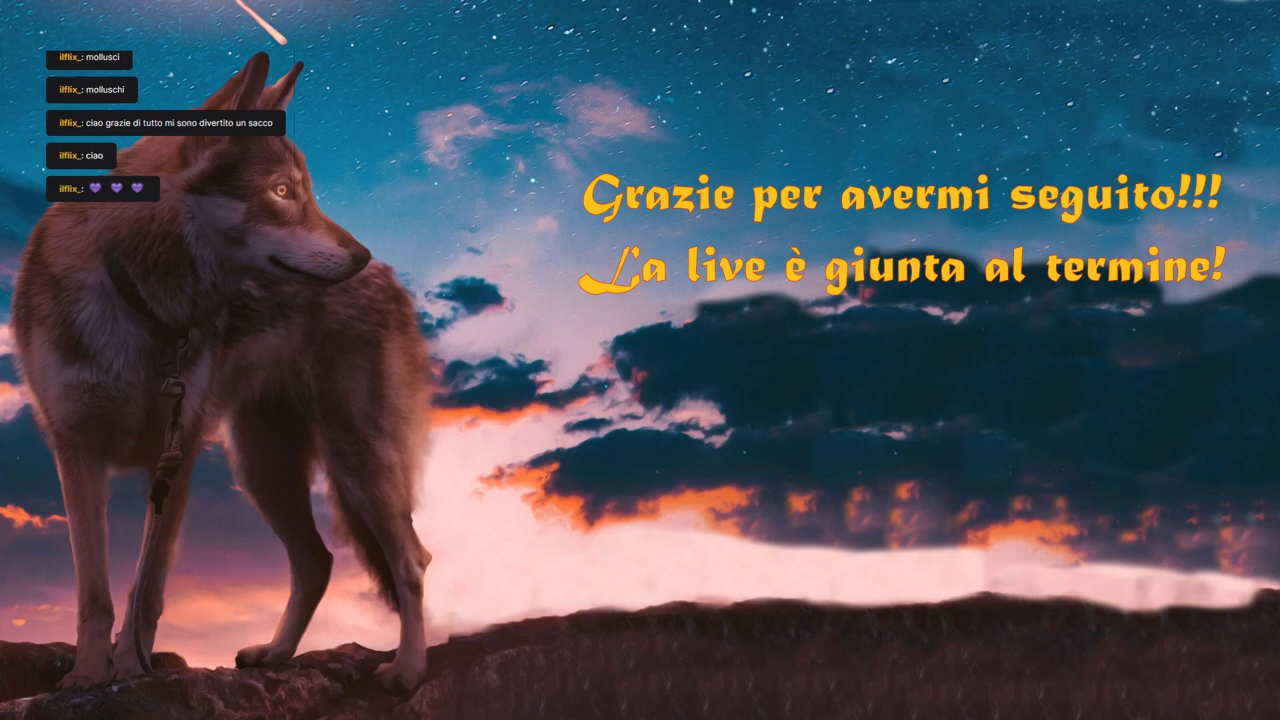 ilflix_: mollusci
ilflix_: molluschi
ilflix_: ciao grazie di tutto mi sono divertito un sacco
ilflix_: ciao
ilflix_: 💜 💜 💜
Grazie per avermi seguito!!!
La live è giunta al termine!